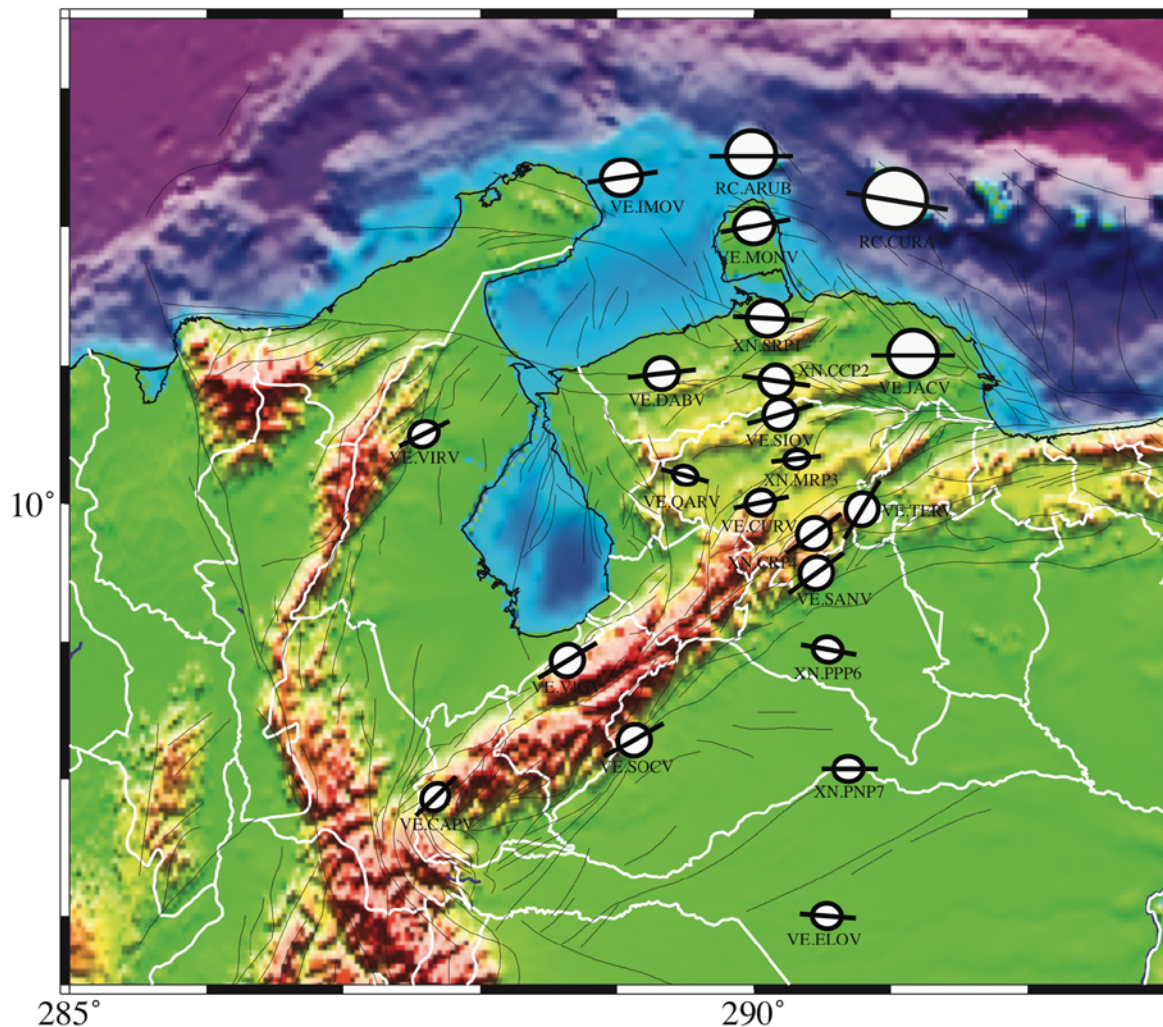 RC.ARUB
VE.IMOV
RC.CURA
VE.MONV
XN.SRP1
XN.CCP2
VE.JACV
VE.DABV
VE.SIOV
VE.VIRV
XN.MRP3
VE.QARV
10°
VE.CURV
VE.TERV
XN.CRP4
VE.SANV
XN.PPP6
VE.SOCV
XN.PNP7
VE.CAPV
VE.ELOV
285°
290°